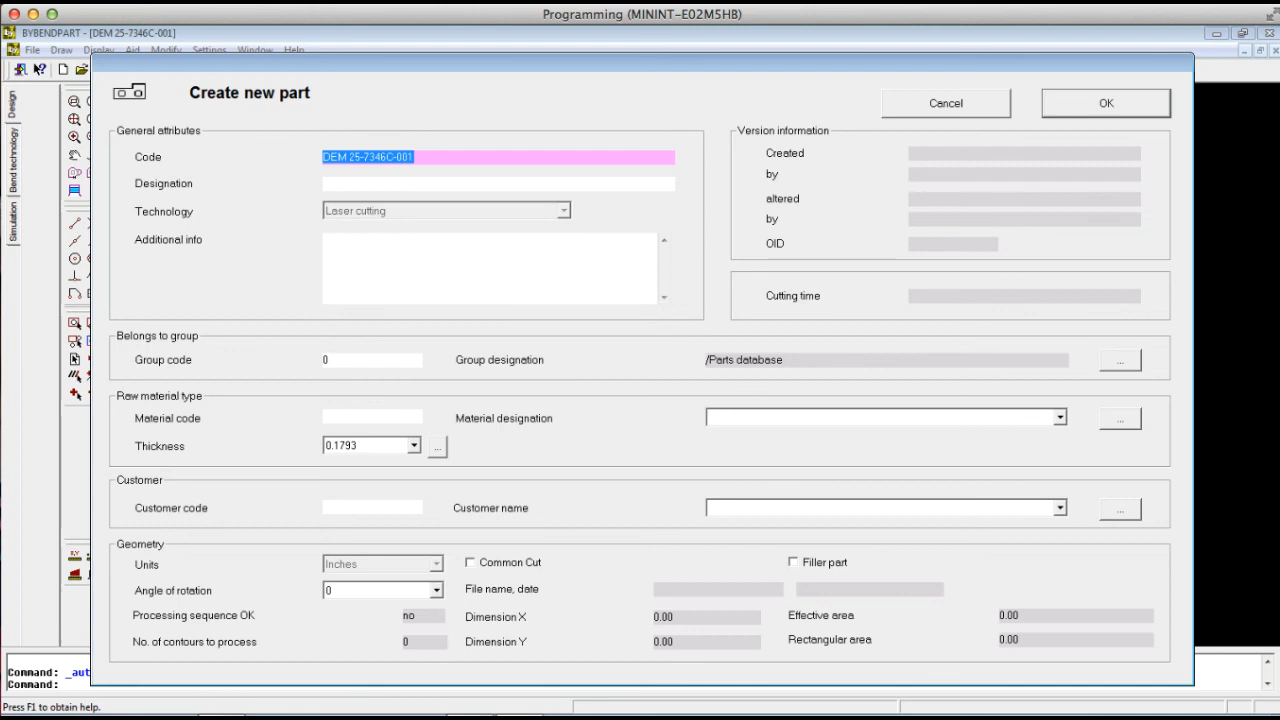 Programming (MININT-E02M5HB)
BYBENDPART - [DEM 25-7346C-001]
File Draw Display Aid Modify Settings Window Help
Create new part
Cancel
OK
Design
Bend technology
Simulation
General attributes
Code DEM 25-7346C-001
Designation
Technology Laser cutting
Additional info
Version information
Created
by
altered
by
OID
Cutting time
Belongs to group
Group code 0 Group designation /Parts database ...
Raw material type
Material code Material designation ...
Thickness 0.1793 ...
Customer
Customer code Customer name ...
Geometry
Units Inches Common Cut Filler part
Angle of rotation 0 File name, date
Processing sequence OK no Dimension X 0.00 Effective area 0.00
No. of contours to process 0 Dimension Y 0.00 Rectangular area 0.00
Command: _aut
Command:
Press F1 to obtain help.